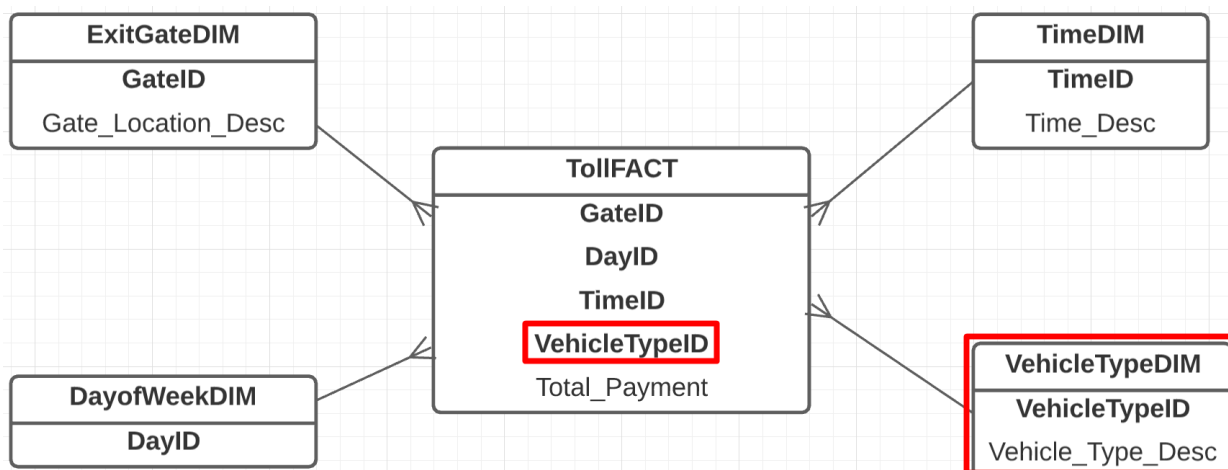 ExitGateDIM
GateID
Gate_Location_Desc
TimeDIM
TimeID
Time_Desc
TollFACT
GateID
DayID
TimeID
VehicleTypeID
Total_Payment
DayofWeekDIM
DayID
VehicleTypeDIM
VehicleTypeID
Vehicle_Type_Desc